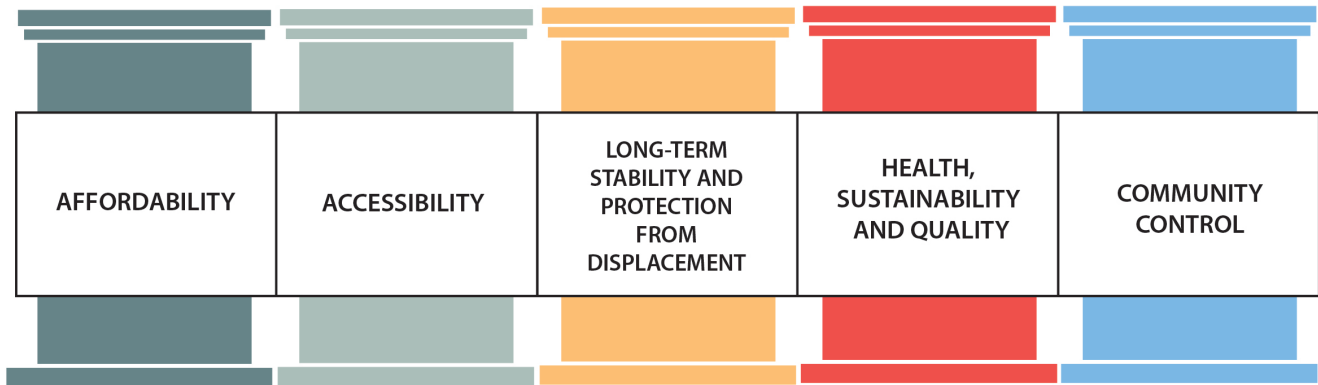 AFFORDABILITY
ACCESSIBILITY
LONG-TERM
STABILITY AND
PROTECTION
FROM
DISPLACEMENT
HEALTH,
SUSTAINABILITY
AND QUALITY
COMMUNITY
CONTROL